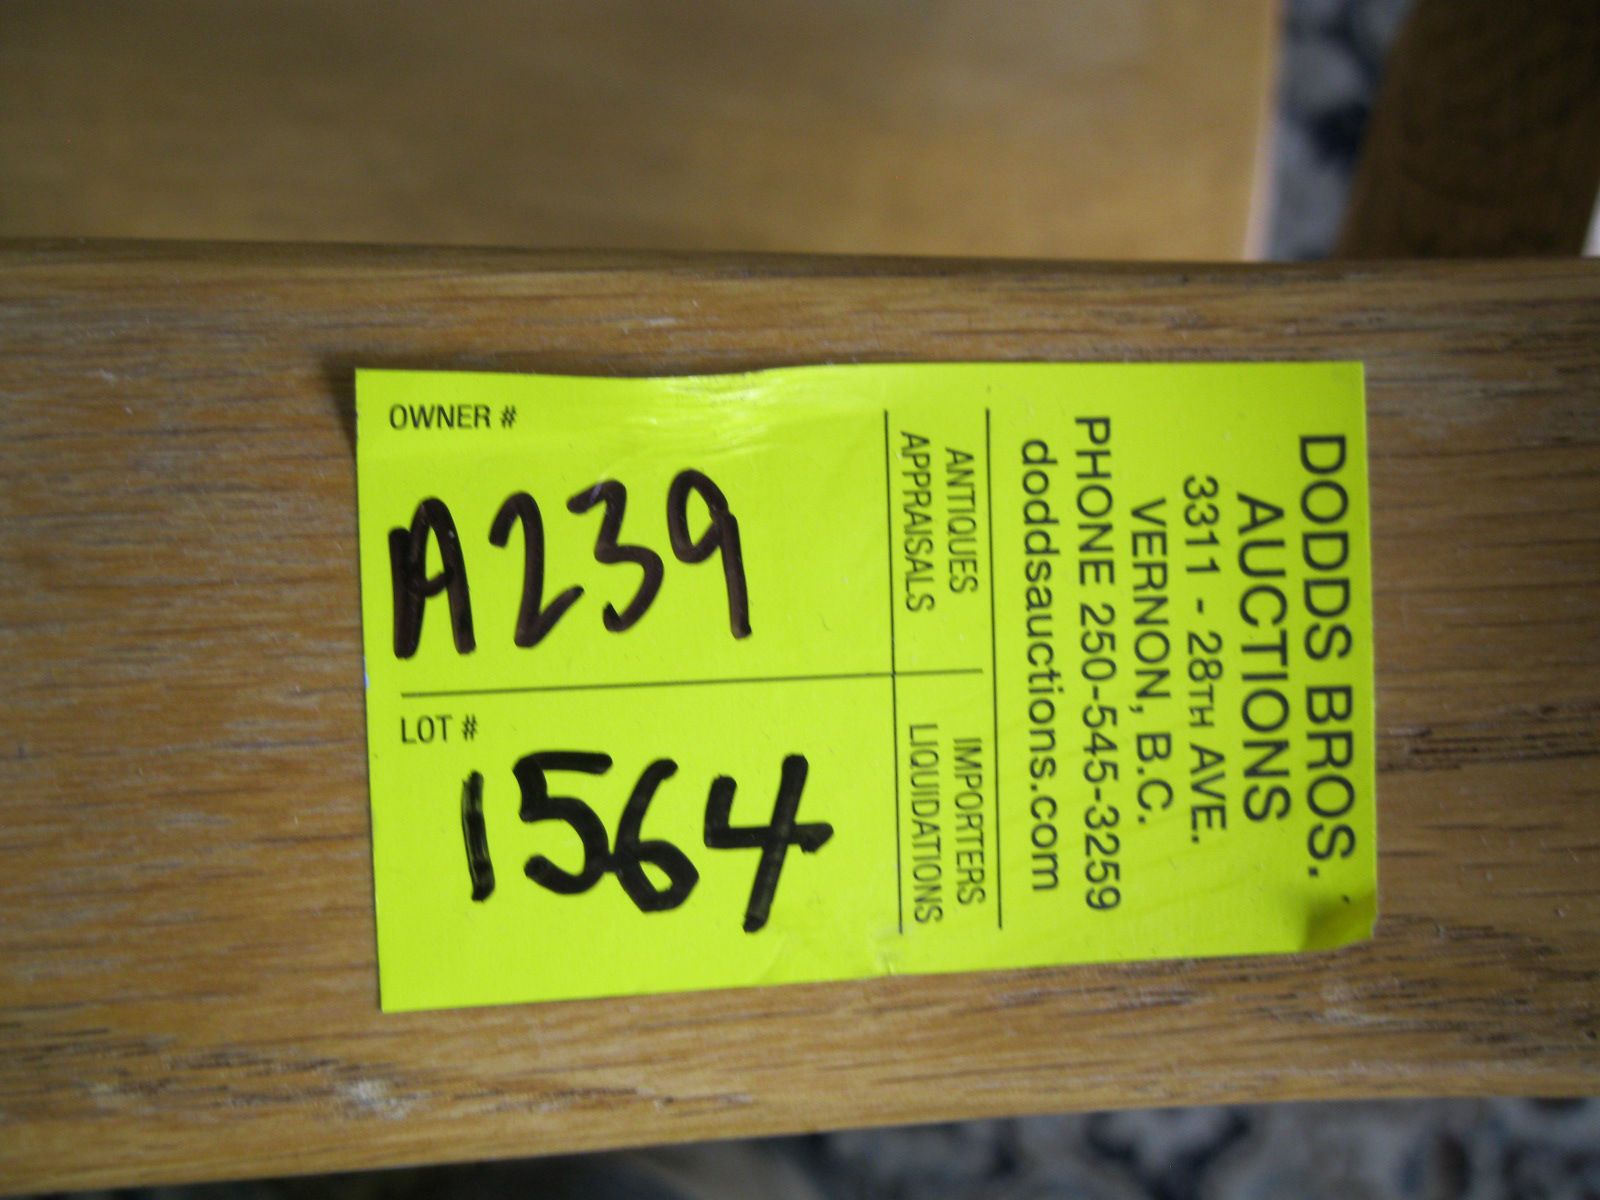 DODDS BROS.
AUCTIONS
3311 - 28TH AVE.
VERNON, B.C.
PHONE 250-545-3259
doddsauctions.com
ANTIQUES
APPRAISALS
IMPORTERS
LIQUIDATIONS
OWNER #
A239
LOT #
1564